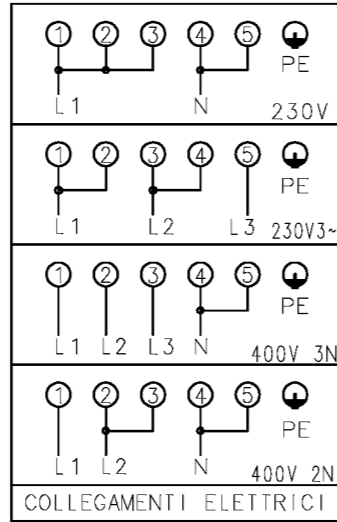 1 2 3 4 5
PE
L1 N 230V
1 2 3 4 5
PE
L1 L2 L3 230V3~
1 2 3 4 5
PE
L1 L2 L3 N 400V 3N
1 2 3 4 5
PE
L1 L2 N 400V 2N
COLLEGAMENTI ELETTRICI